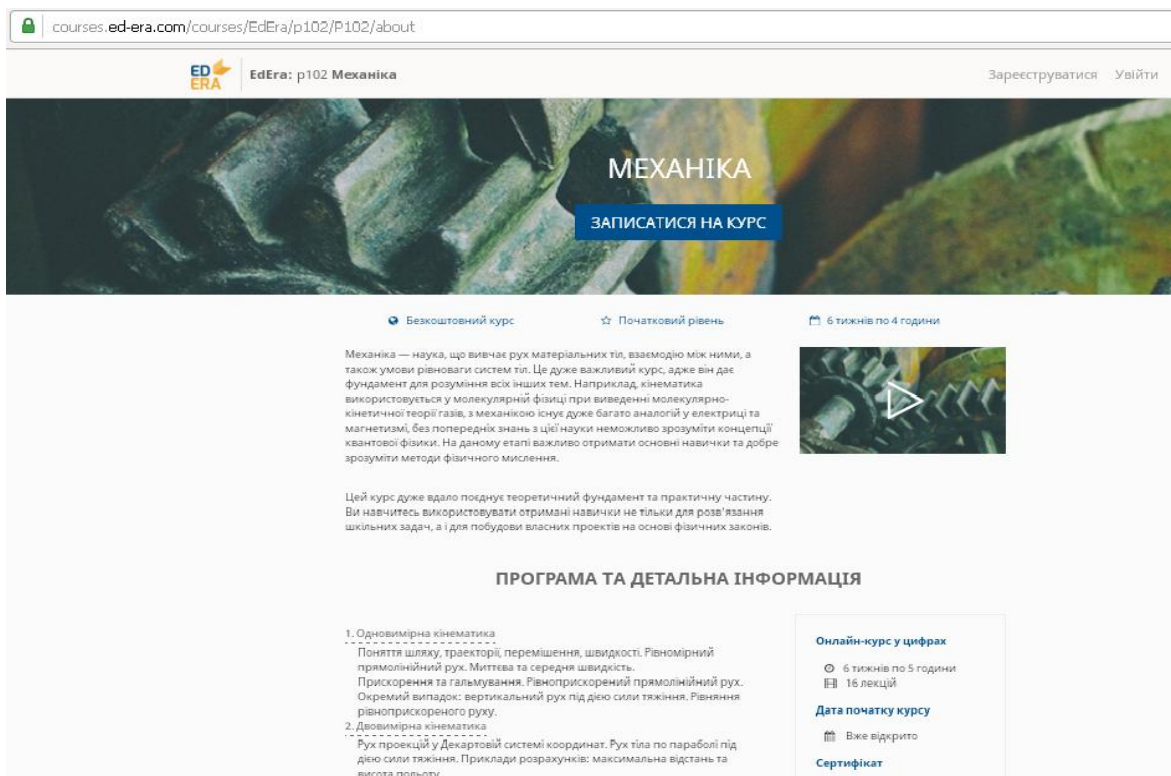 courses.ed-era.com/courses/EdEra/p102/P102/about
ED
ERA
EdEra: p102 Механіка
Зареєструватися Увійти
МЕХАНІКА
ЗАПИСАТИСЯ НА КУРС
Безкоштовний курс
Початковий рівень
6 тижнів по 4 години
Механіка — наука, що вивчає рух матеріальних тіл, взаємодію між ними, а
також умови рівноваги систем тіл. Це дуже важливий курс, адже він дає
фундамент для розуміння всіх інших тем. Наприклад, кінематика
використовується у молекулярній фізиці при виведенні молекулярно-
кінетичної теорії газів, з механікою існує дуже багато аналогій у електриці та
магнетизмі, без попередніх знань з цієї науки неможливо зрозуміти концепції
квантової фізики. На даному етапі важливо отримати основні навички та добре
зрозуміти методи фізичного мислення.
Цей курс дуже вдало поєднує теоретичний фундамент та практичну частину.
Ви навчитесь використовувати отримані навички не тільки для розв'язання
шкільних задач, а і для побудови власних проектів на основі фізичних законів.
ПРОГРАМА ТА ДЕТАЛЬНА ІНФОРМАЦІЯ
1. Одновимірна кінематика
Поняття шляху, траекторії, переміщення, швидкості. Рівномірний
прямолінійний рух. Миттєва та середня швидкість.
Прискорення та гальмування. Рівноприскорений прямолінійний рух.
Окремий випадок: вертикальний рух під дією сили тяжіння. Рівняння
рівноприскореного руху.
2. Двовимірна кінематика
Рух проекцій у Декартовій системі координат. Рух тіла по параболі під
дією сили тяжіння. Приклади розрахунків: максимальна відстань та
висота польоту.
Онлайн-курс у цифрах
6 тижнів по 5 години
16 лекцій
Дата початку курсу
Вже відкрито
Сертифікат